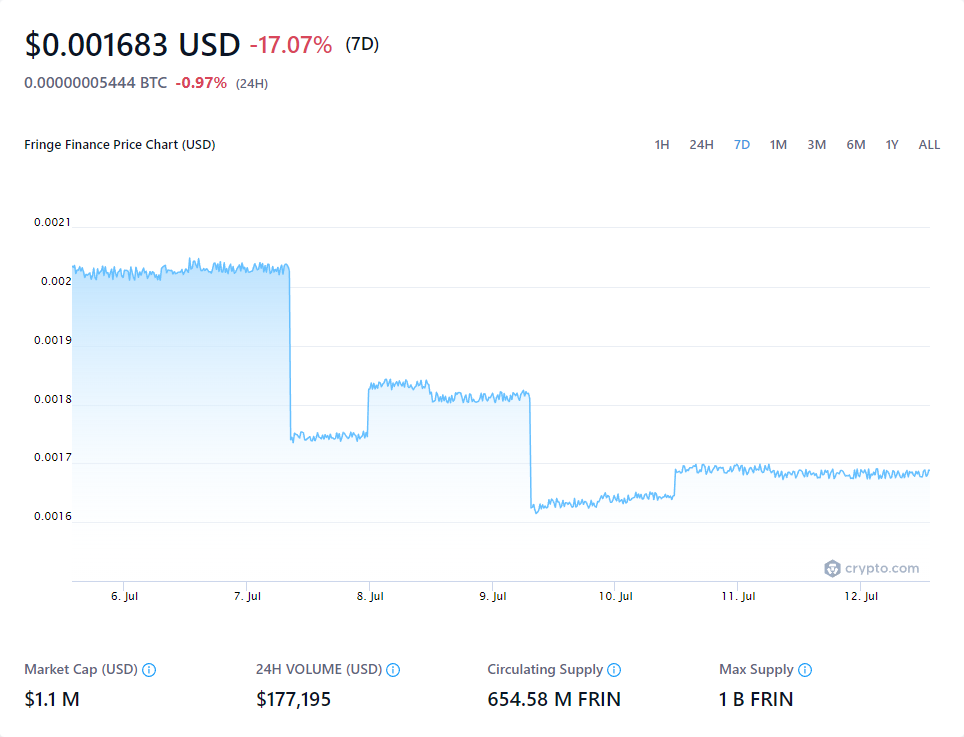 $0.001683 USD -17.07% (7D)
0.00000005444 BTC -0.97% (24H)
Fringe Finance Price Chart (USD) 1H 24H 7D 1M 3M 6M 1Y ALL
0.0021
0.002
0.0019
0.0018
0.0017
0.0016
crypto.com
6. Jul 7. Jul 8. Jul 9. Jul 10. Jul 11. Jul 12. Jul
Market Cap (USD) 24H VOLUME (USD) Circulating Supply Max Supply
$1.1 M $177,195 654.58 M FRIN 1 B FRIN